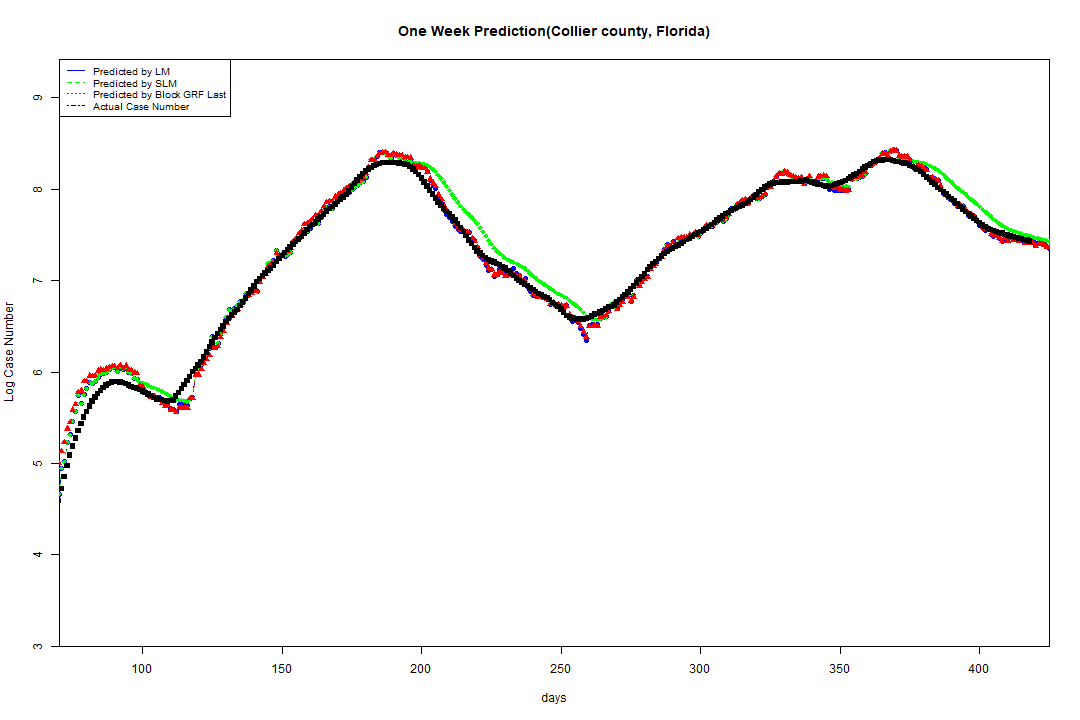 One Week Prediction(Collier county, Florida)
Predicted by LM
Predicted by SLM
Predicted by Block GRF Last
Actual Case Number
9
8
7
6
5
4
3
Log Case Number
100 150 200 250 300 350 400
days